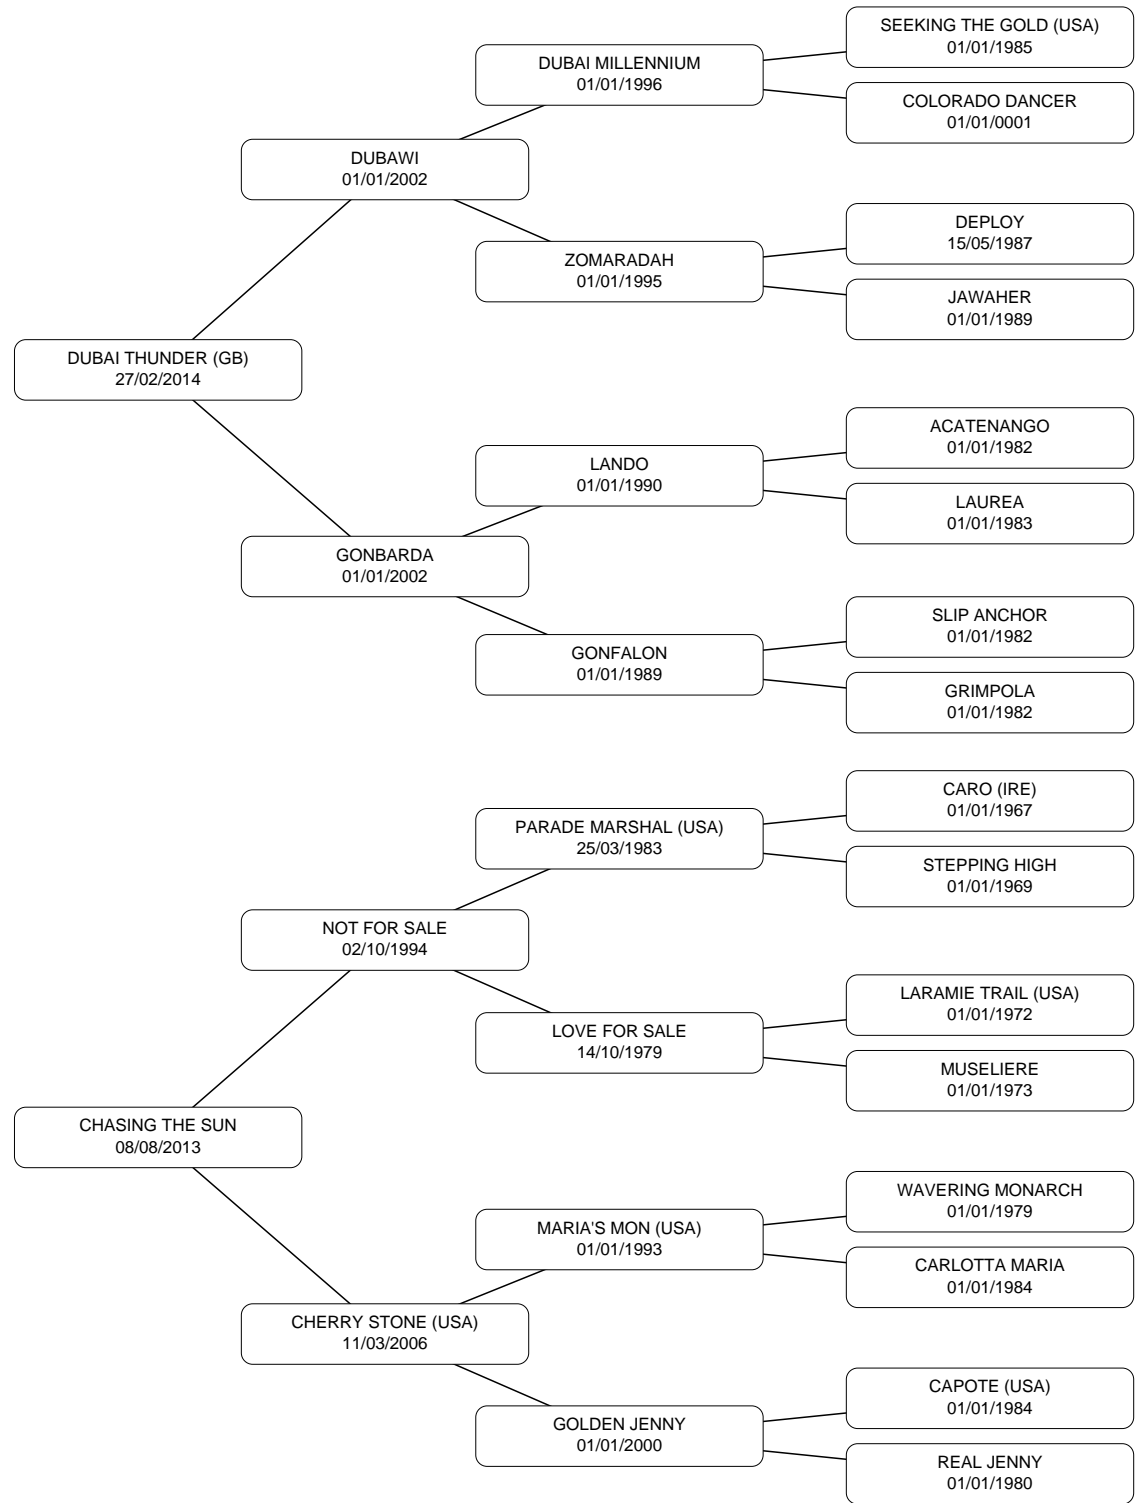 SEEKING THE GOLD (USA)
01/01/1985
DUBAI MILLENNIUM
01/01/1996
COLORADO DANCER
01/01/0001
DUBAWI
01/01/2002
DEPLOY
15/05/1987
ZOMARADAH
01/01/1995
JAWAHER
01/01/1989
DUBAI THUNDER (GB)
27/02/2014
ACATENANGO
01/01/1982
LANDO
01/01/1990
LAUREA
01/01/1983
GONBARDA
01/01/2002
SLIP ANCHOR
01/01/1982
GONFALON
01/01/1989
GRIMPOLA
01/01/1982
CARO (IRE)
01/01/1967
PARADE MARSHAL (USA)
25/03/1983
STEPPING HIGH
01/01/1969
NOT FOR SALE
02/10/1994
LARAMIE TRAIL (USA)
01/01/1972
LOVE FOR SALE
14/10/1979
MUSELIERE
01/01/1973
CHASING THE SUN
08/08/2013
WAVERING MONARCH
01/01/1979
MARIA'S MON (USA)
01/01/1993
CARLOTTA MARIA
01/01/1984
CHERRY STONE (USA)
11/03/2006
CAPOTE (USA)
01/01/1984
GOLDEN JENNY
01/01/2000
REAL JENNY
01/01/1980